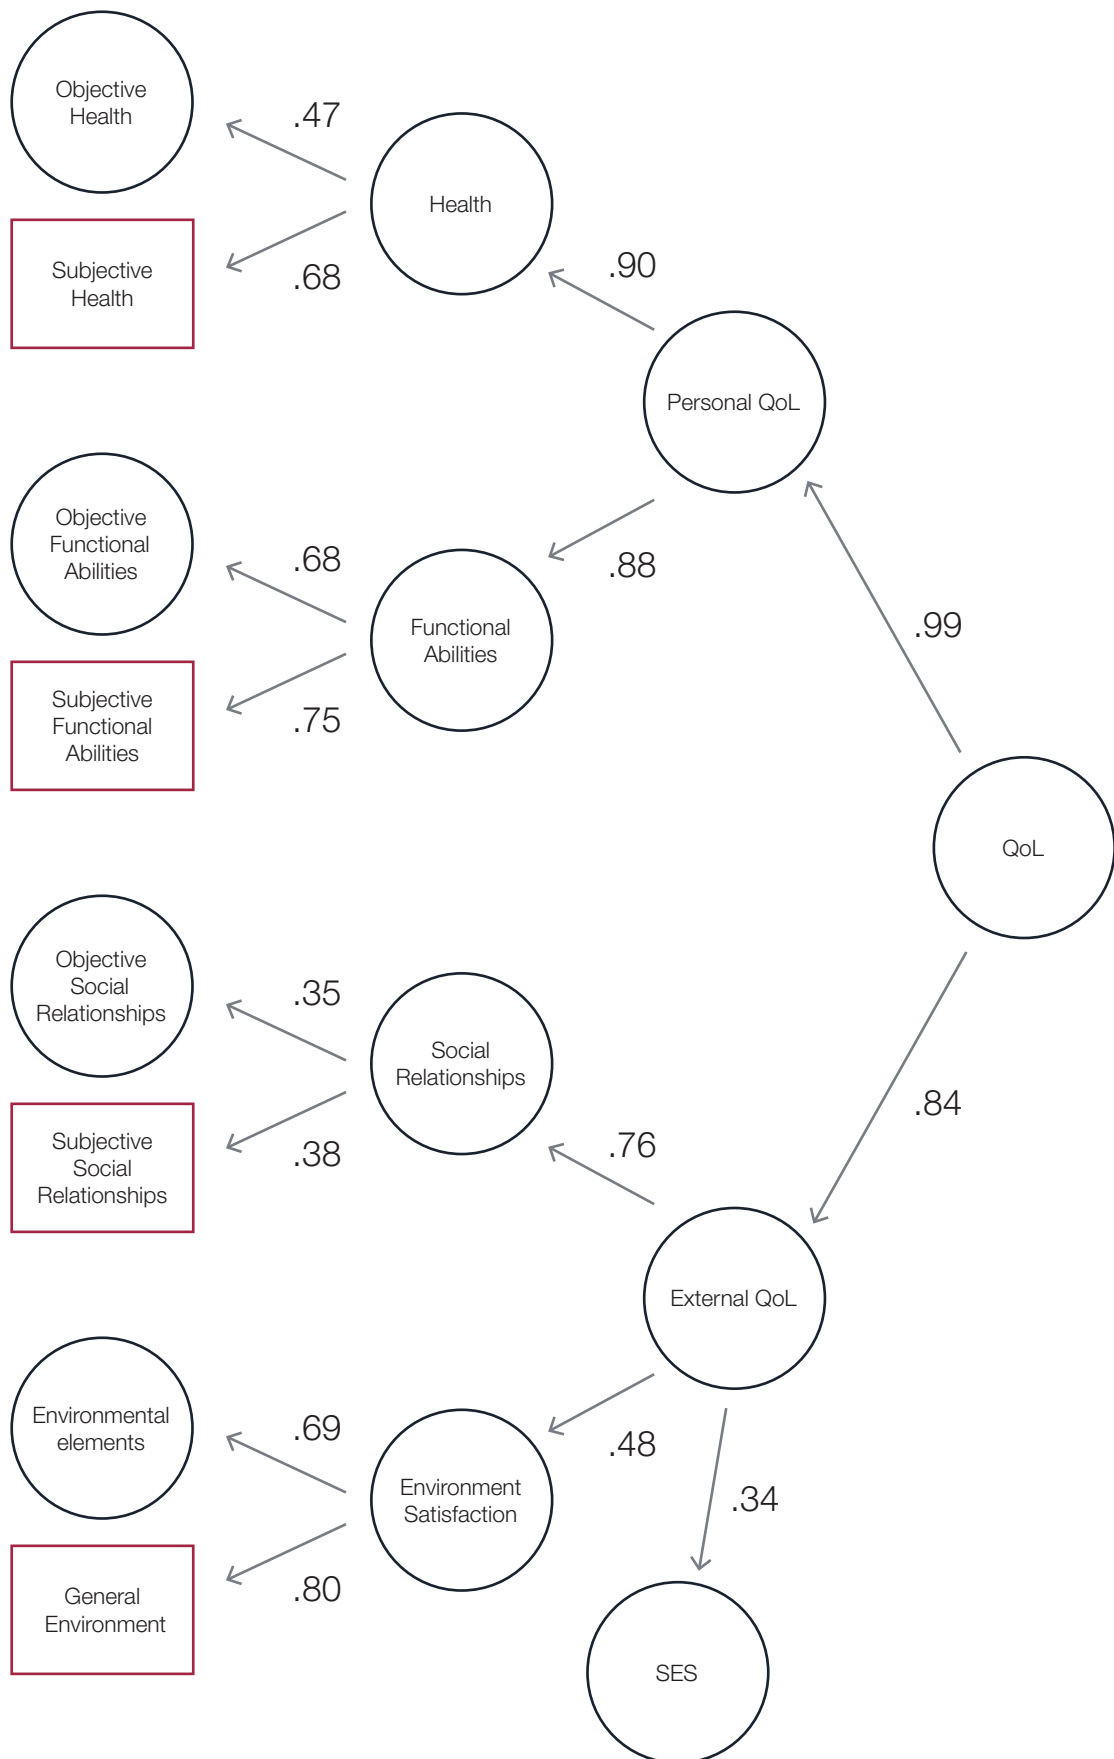 Objective
Health
.47
Health
Subjective
Health
.68
.90
Personal QoL
Objective
Functional
Abilities
.68
.88
Functional
Abilities
.99
Subjective
Functional
Abilities
.75
QoL
Objective
Social
Relationships
.35
Social
Relationships
.84
Subjective
Social
Relationships
.38
.76
External QoL
Environmental
elements
.69
.48
Environment
Satisfaction
.34
General
Environment
.80
SES